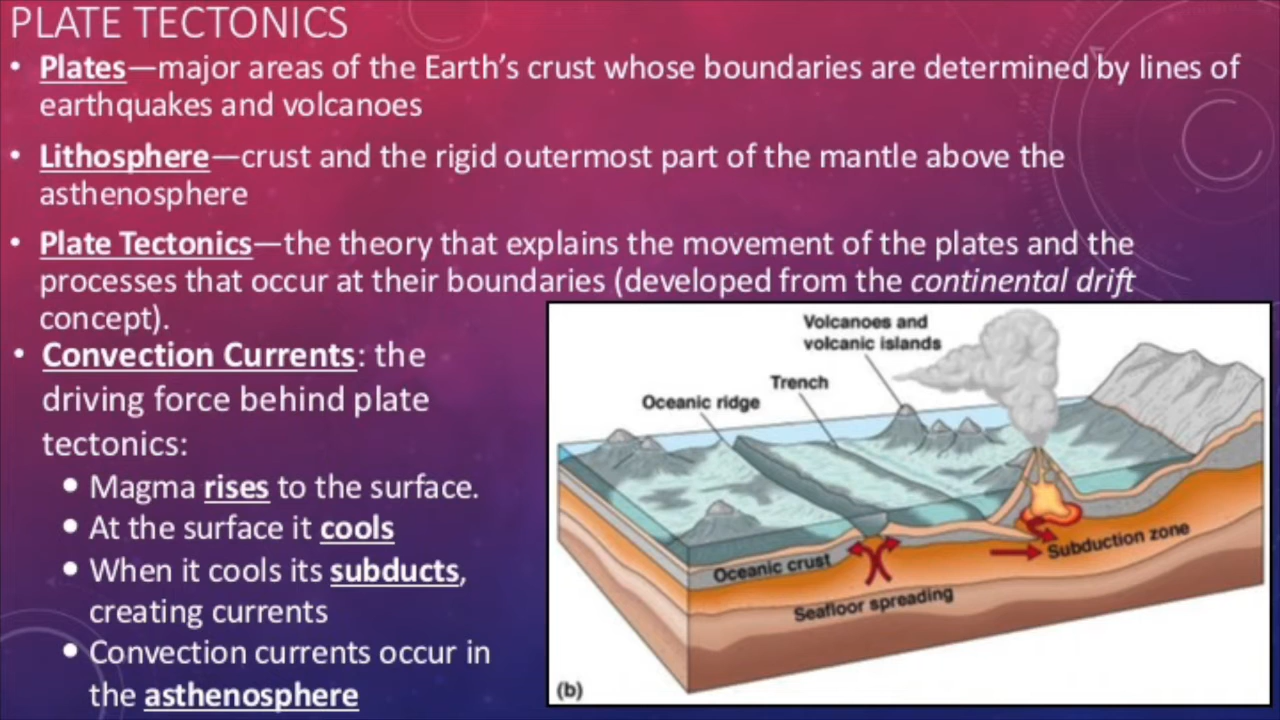 PLATE TECTONICS
• Plates—major areas of the Earth's crust whose boundaries are determined by lines of
earthquakes and volcanoes
• Lithosphere—crust and the rigid outermost part of the mantle above the
asthenosphere
• Plate Tectonics—the theory that explains the movement of the plates and the
processes that occur at their boundaries (developed from the continental drift
concept).
• Convection Currents: the
driving force behind plate
tectonics:
• Magma rises to the surface.
• At the surface it cools
• When it cools its subducts,
creating currents
• Convection currents occur in
the asthenosphere
Volcanoes and
volcanic islands
Trench
Oceanic ridge
Subduction zone
Oceanic crust
Seafloor spreading
(b)